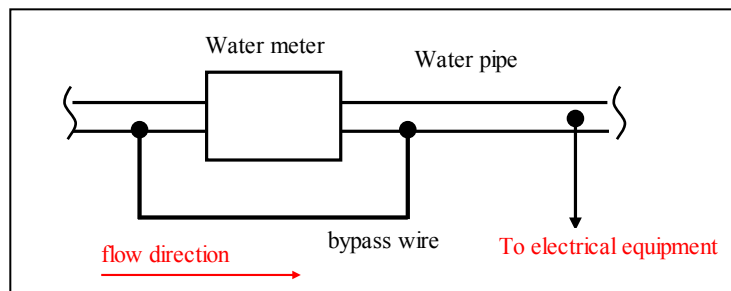 Water meter
Water pipe
bypass wire
To electrical equipment
flow direction